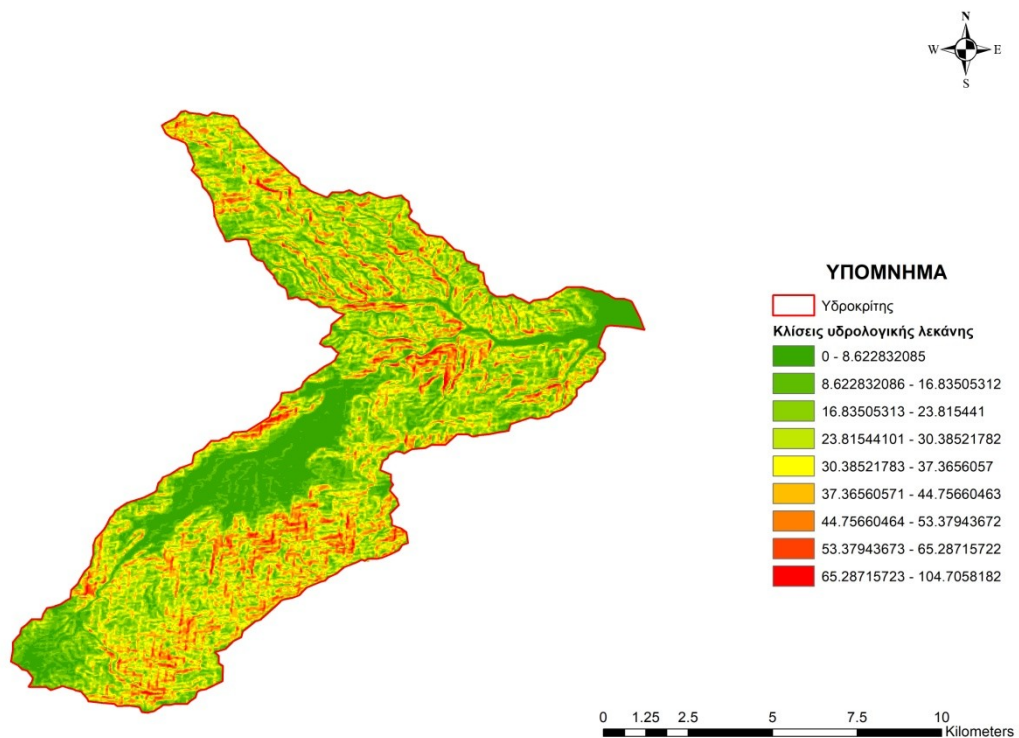 N
W E
S
ΥΠΟΜΝΗΜΑ
Υδροκρίτης
Κλίσεις υδρολογικής λεκάνης
0 - 8.622832085
8.622832086 - 16.83505312
16.83505313 - 23.815441
23.81544101 - 30.38521782
30.38521783 - 37.3656057
37.36560571 - 44.75660463
44.75660464 - 53.37943672
53.37943673 - 65.28715722
65.28715723 - 104.7058182
0 1.25 2.5 5 7.5 10
Kilometers